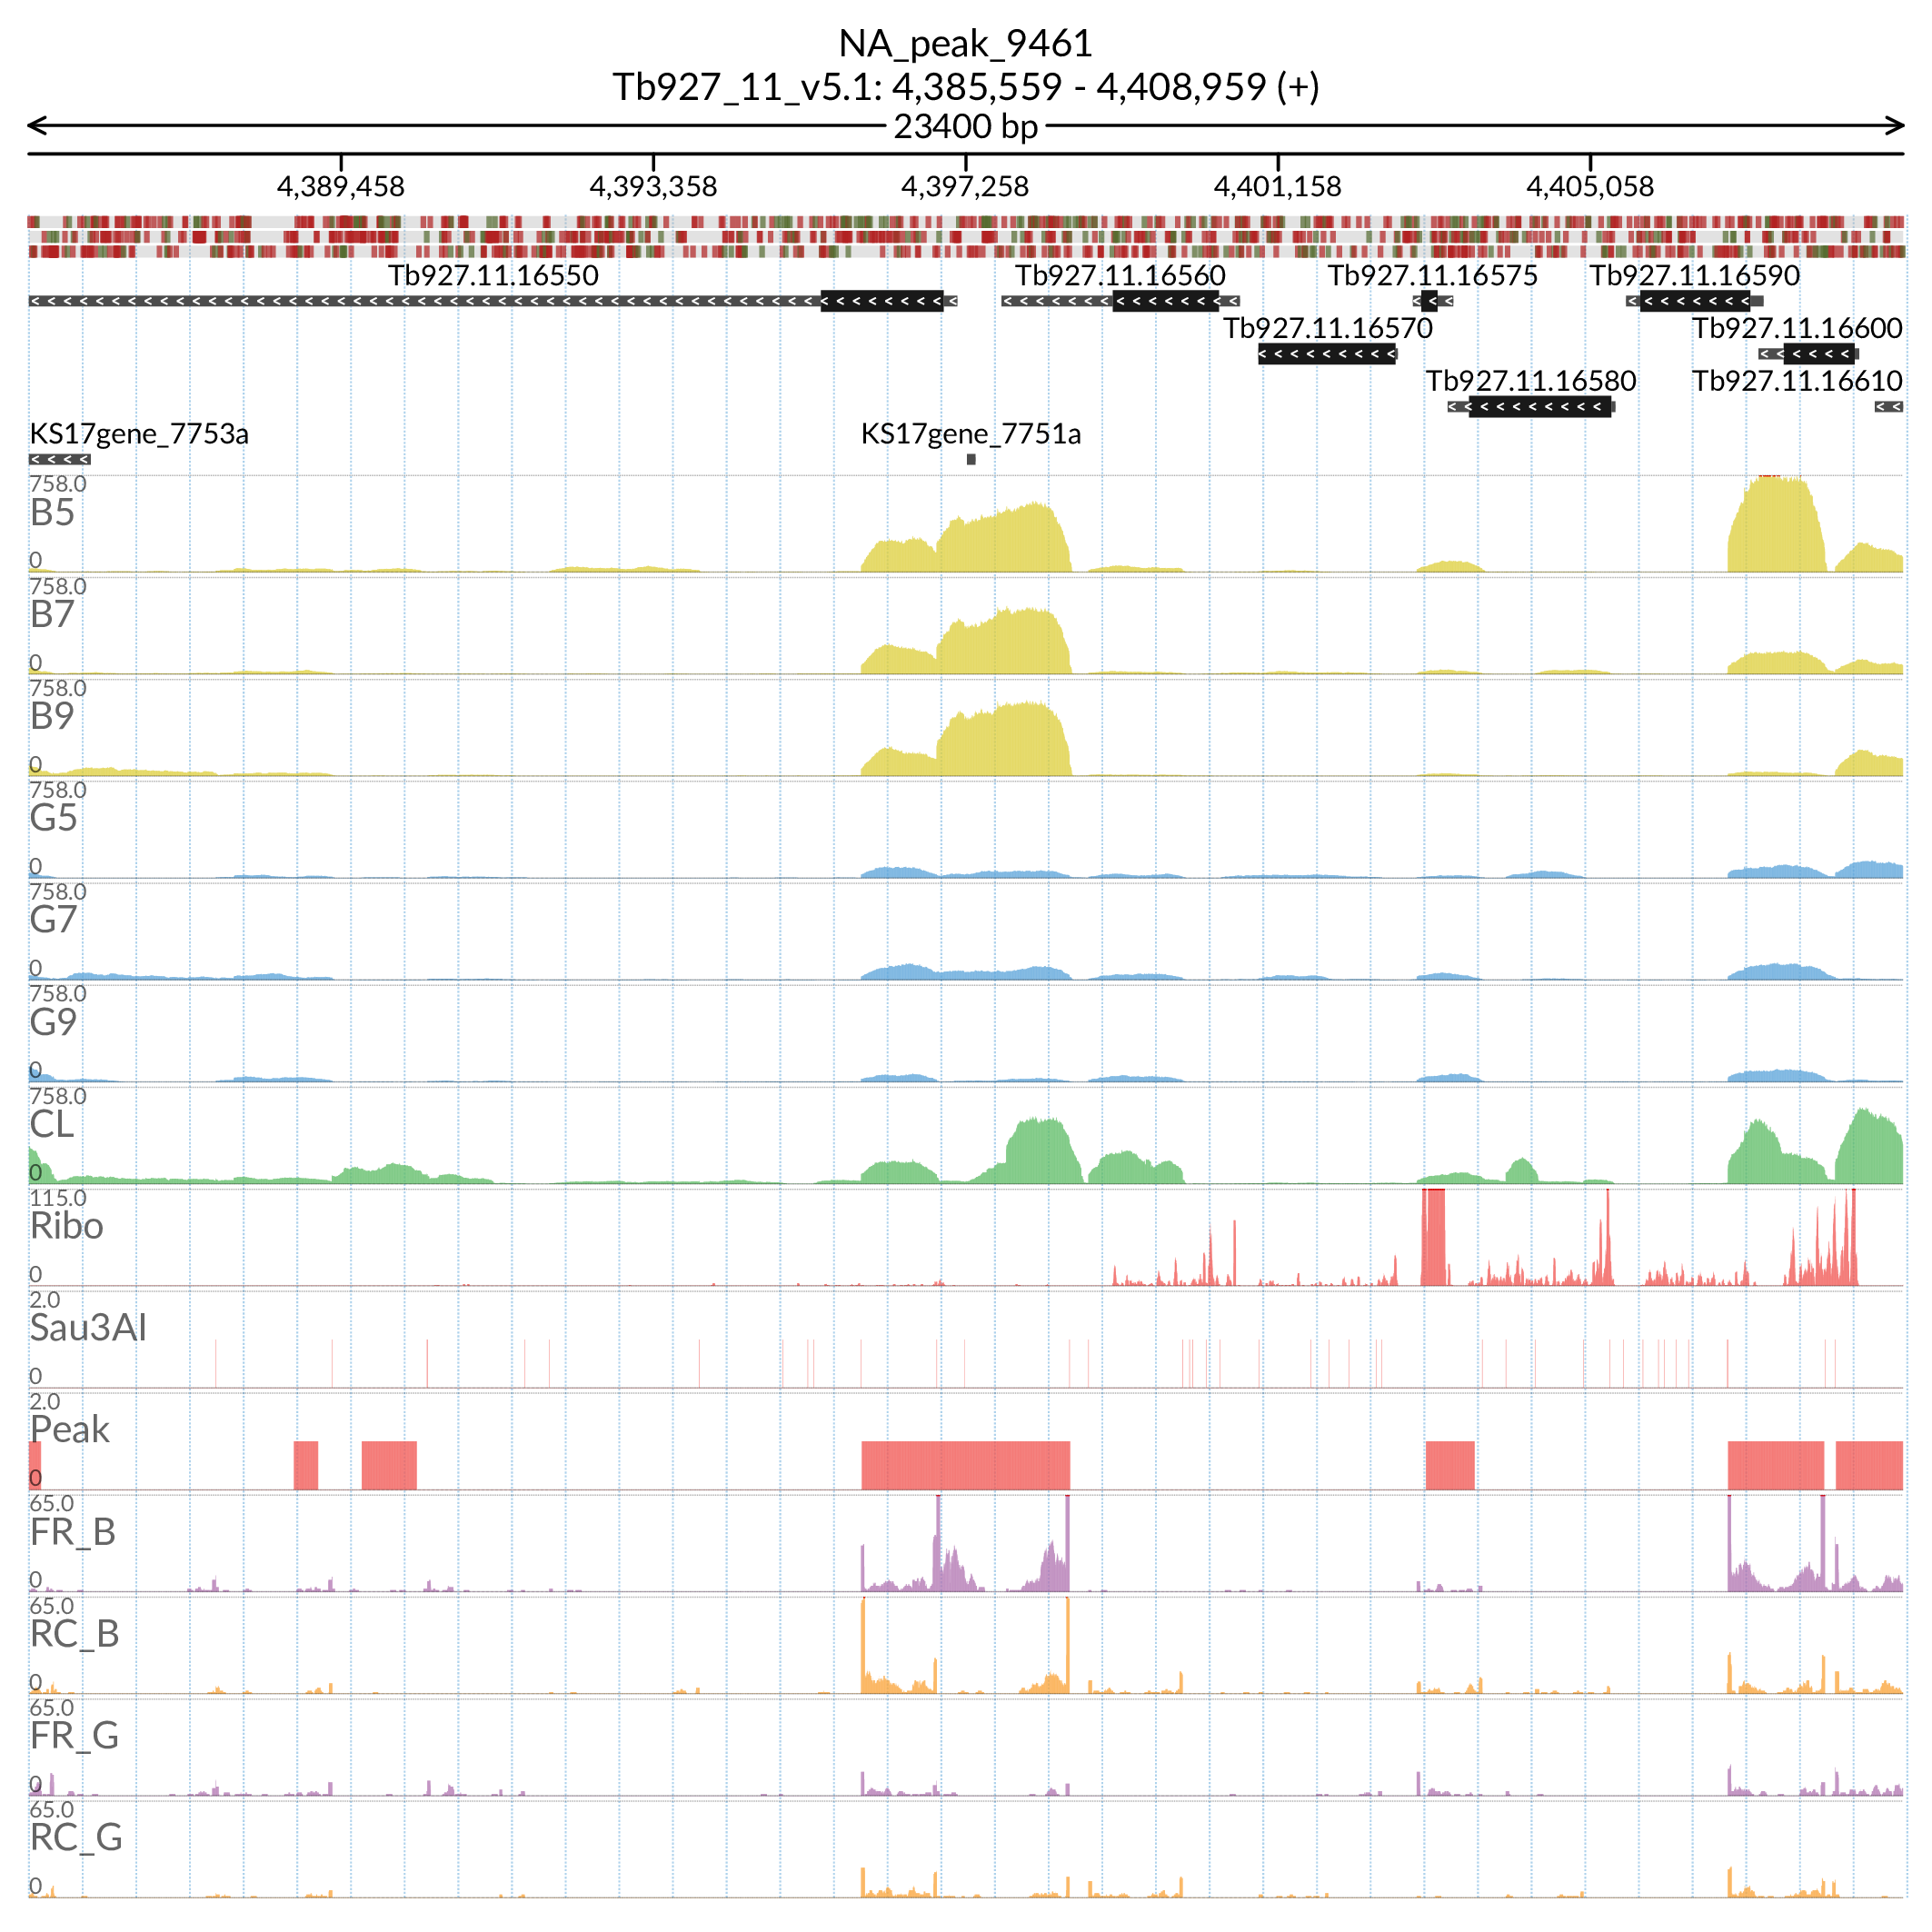 NA_peak_9461
Tb927_11_v5.1: 4,385,559 - 4,408,959 (+)
23400 bp
4,389,458 4,393,358 4,397,258 4,401,158 4,405,058
Tb927.11.16550 Tb927.11.16560 Tb927.11.16575 Tb927.11.16590
Tb927.11.16570 Tb927.11.16600
Tb927.11.16580 Tb927.11.16610
KS17gene_7753a KS17gene_7751a
758.0
B5
0
758.0
B7
0
758.0
B9
0
758.0
G5
0
758.0
G7
0
758.0
G9
0
758.0
CL
0
115.0
Ribo
0
2.0
Sau3AI
0
2.0
Peak
0
65.0
FR_B
0
65.0
RC_B
0
65.0
FR_G
0
65.0
RC_G
0